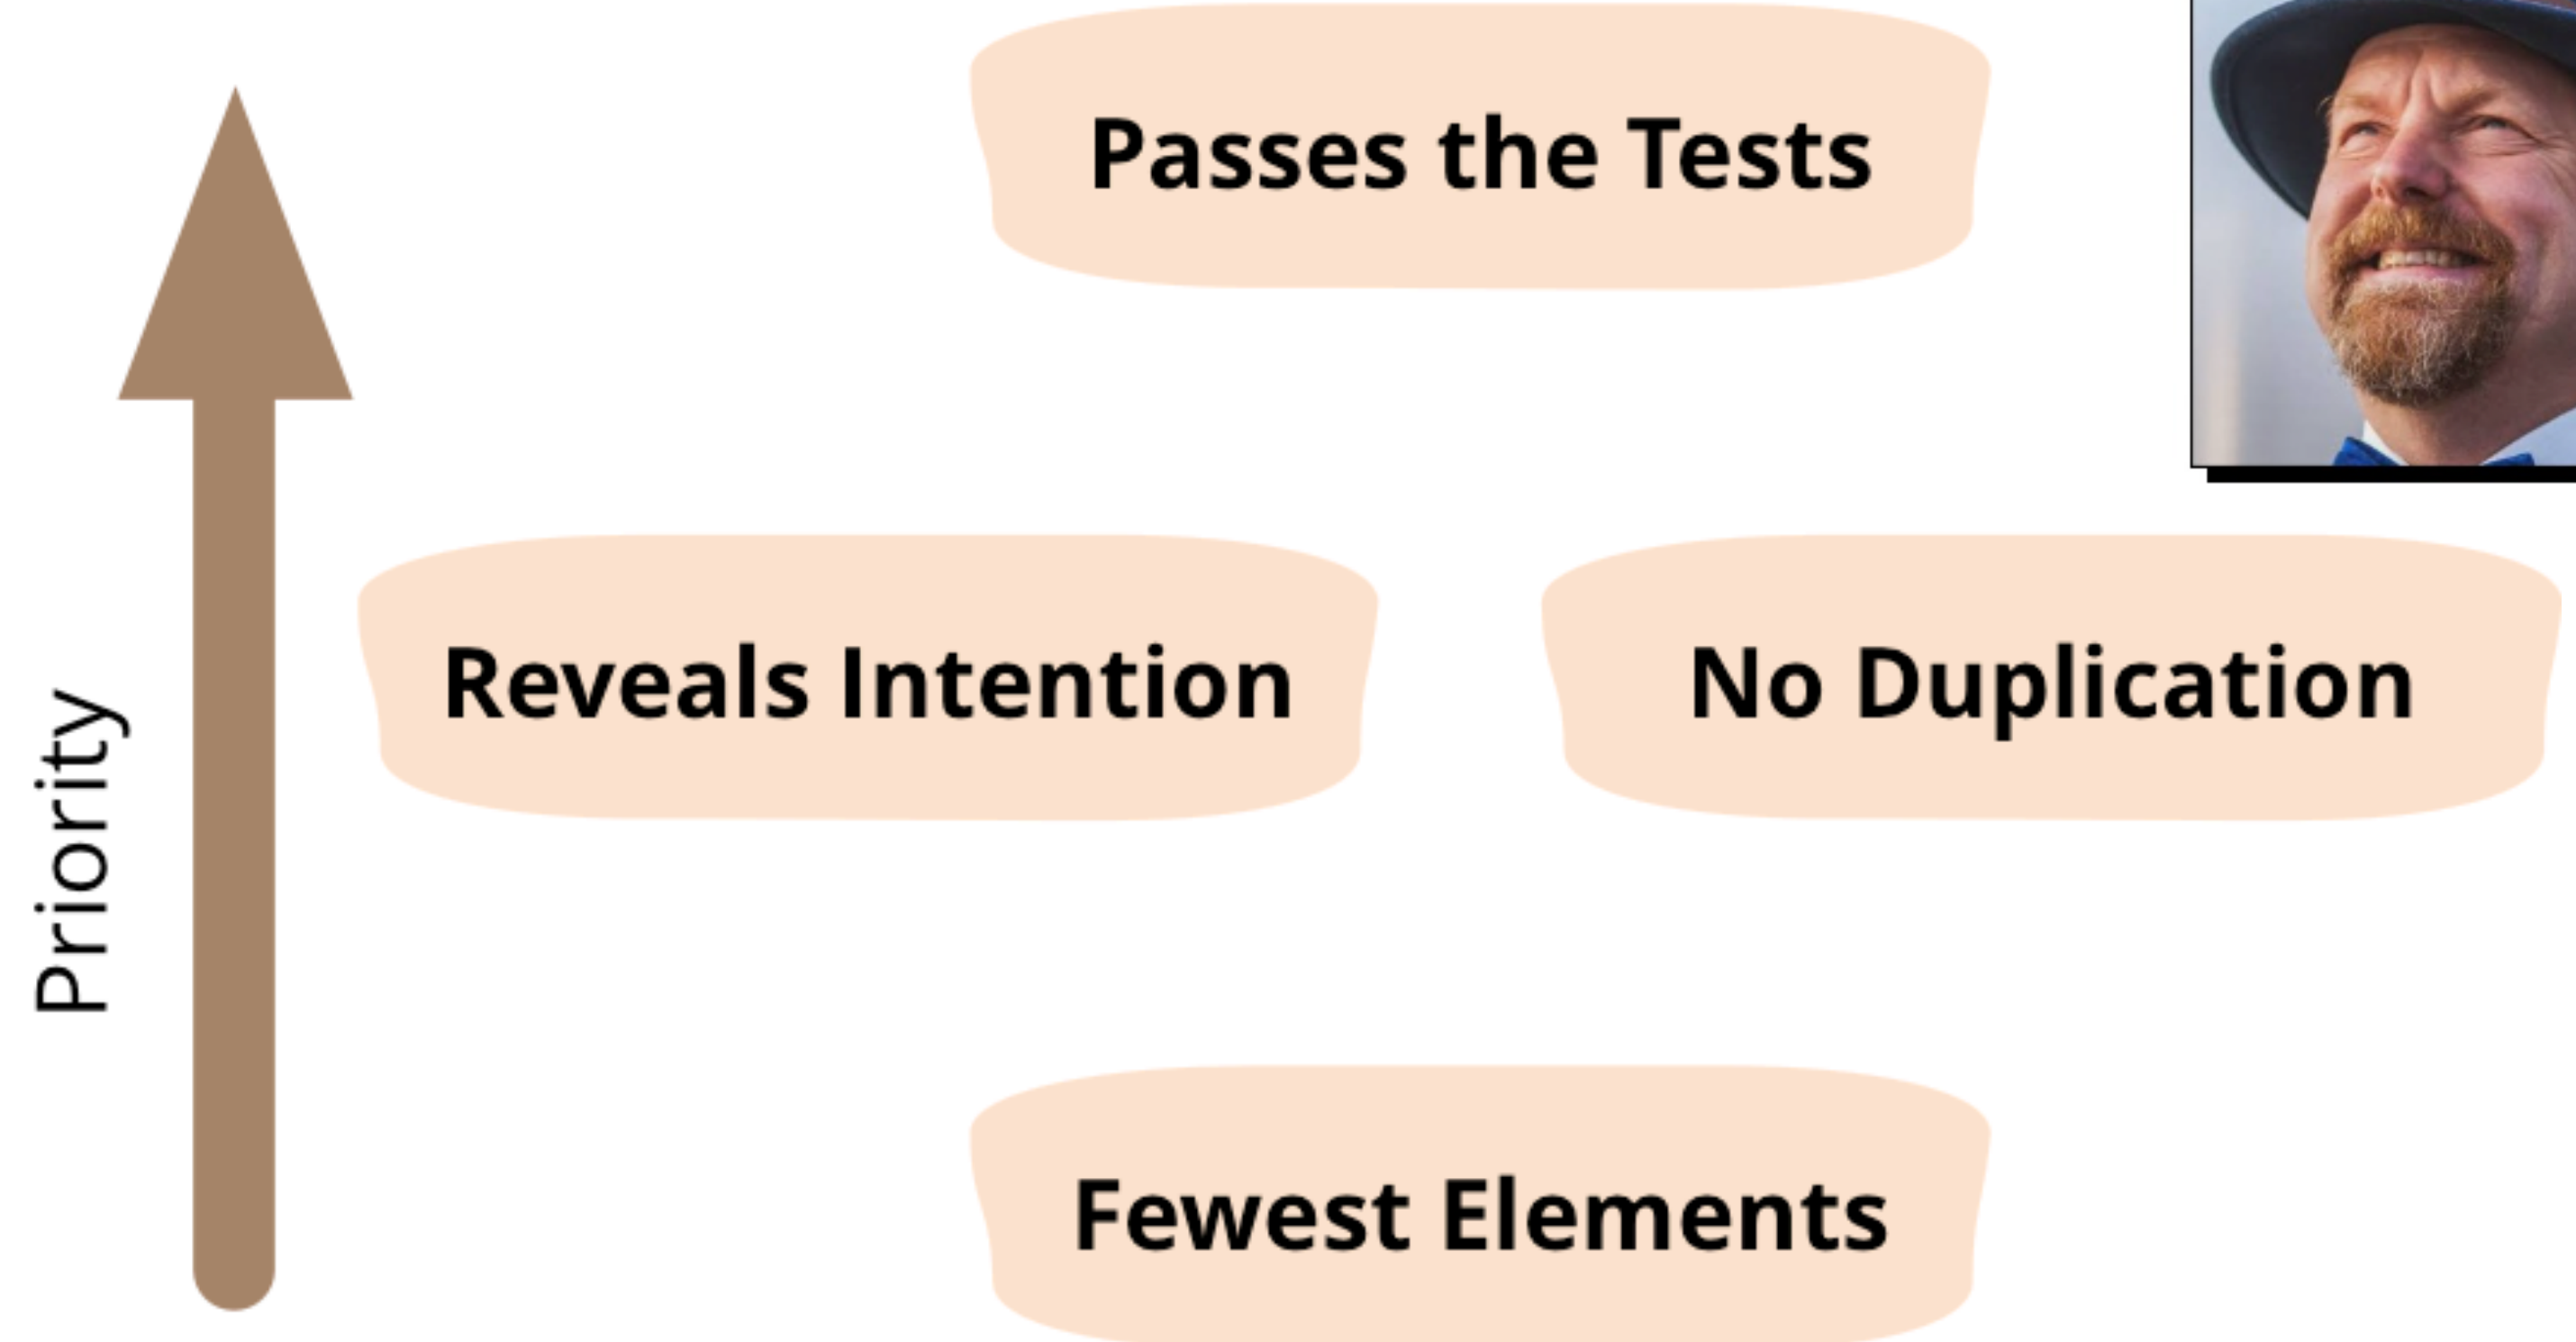 Passes the Tests
Reveals Intention
No Duplication
Priority
Fewest Elements